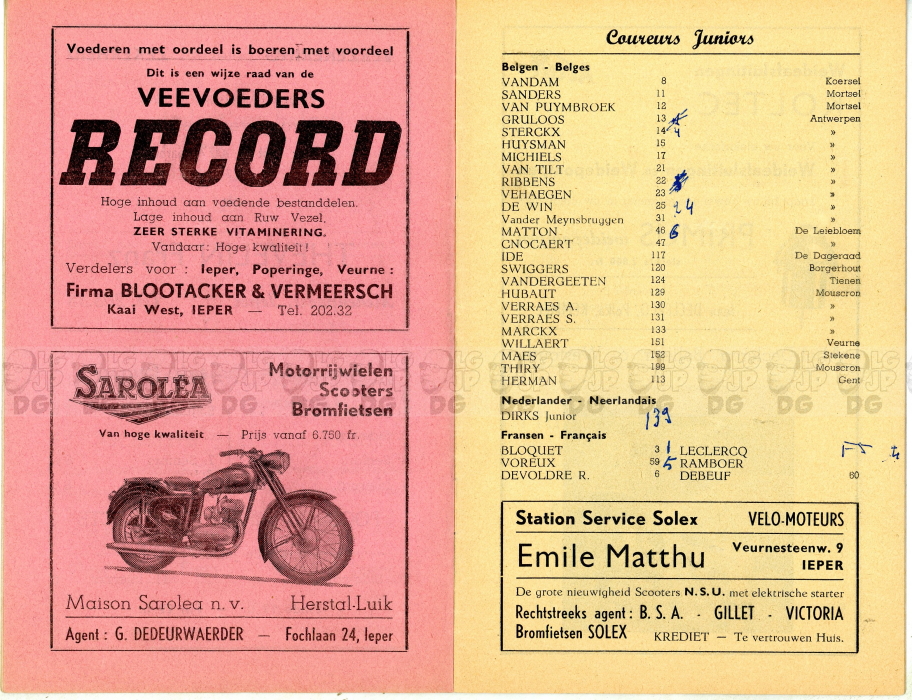 Voederen met oordeel is boeren met voordeel
Dit is een wijze raad van de
VEEVOEDERS
RECORD
Hoge inhoud aan voedende bestanddelen.
Lage inhoud aan Ruw Vezel.
ZEER STERKE VITAMINERING.
Vandaar: Hoge kwaliteit!
Verdelers voor : Ieper, Poperinge, Veurne :
Firma BLOOTACKER & VERMEERSCH
Kaai West, IEPER — Tel. 202.32
SAROLÉA
Motorrijwielen
Scooters
Bromfietsen
Van hoge kwaliteit — Prijs vanaf 6.750 fr.
Maison Sarolea n. v. Herstal-Luik
Agent : G. DEDEURWAERDER — Fochlaan 24, Ieper
Coureurs Juniors
Belgen - Belges
VANDAM 8 Koersel
SANDERS 11 Mortsel
VAN PUYMBROEK 12 Mortsel
GRULOOS 13 Antwerpen
STERCKX 14 4 »
HUYSMAN 15 »
MICHIELS 17 »
VAN TILT 21 »
RIBBENS 22 »
VEHAEGEN 23 »
DE WIN 25 24 »
Vander Meynsbruggen 31 »
MATTON 46 6 De Leiebloem
CNOCAERT 47 »
IDE 117 De Dageraad
SWIGGERS 120 Borgerhout
VANDERGEETEN 124 Tienen
HUBAUT 129 Mouscron
VERRAES A. 130 »
VERRAES S. 131 »
MARCKX 133 »
WILLAERT 151 Veurne
MAES 152 Stekene
THIRY 199 Mouscron
HERMAN 113 Gent
Nederlander - Neerlandais
DIRKS Junior 139
Fransen - Français
BLOQUET 3 1 LECLERCQ
VOREUX 59 5 RAMBOER
DEVOLDRE R. 6 DEBEUF 60
Station Service Solex VELO-MOTEURS
Emile Matthu Veurnesteenw. 9
IEPER
De grote nieuwigheid Scooters N.S.U. met elektrische starter
Rechtstreeks agent : B. S. A. - GILLET - VICTORIA
Bromfietsen SOLEX KREDIET — Te vertrouwen Huis.